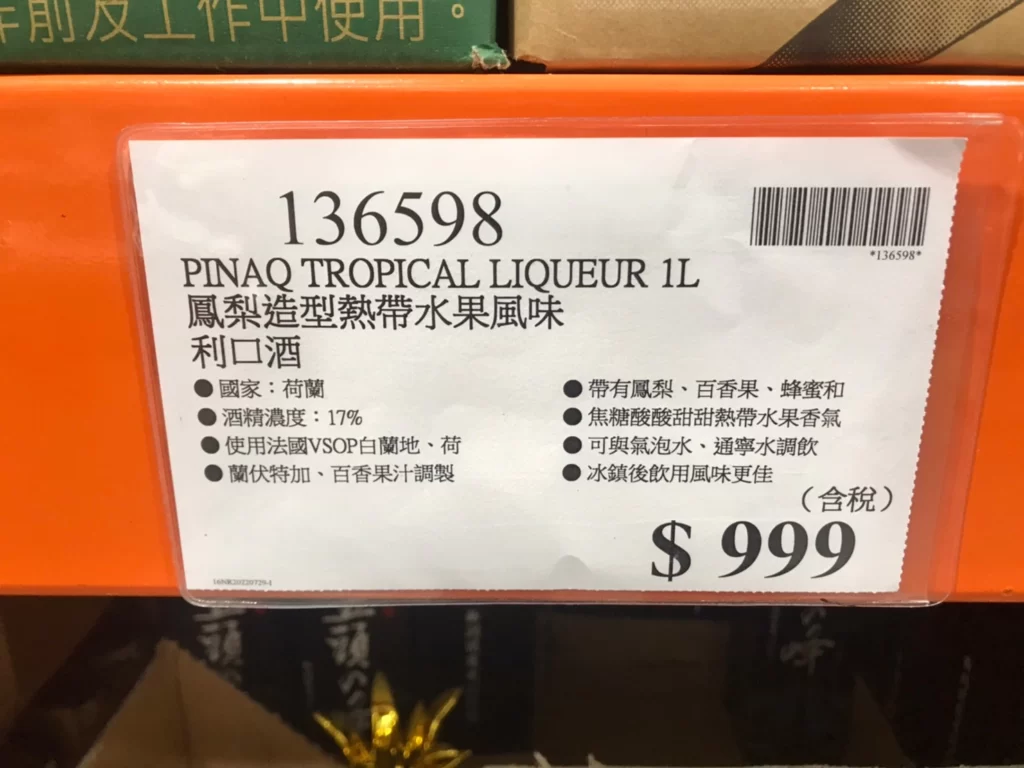 年前及工作中使用。
136598
*136598*
PINAQ TROPICAL LIQUEUR 1L
鳳梨造型熱帶水果風味
利口酒
●國家：荷蘭
●酒精濃度：17%
●使用法國VSOP白蘭地、荷
●蘭伏特加、百香果汁調製
●帶有鳳梨、百香果、蜂蜜和
●焦糖酸酸甜甜熱帶水果香氣
●可與氣泡水、通寧水調飲
●冰鎮後飲用風味更佳
（含稅）
$ 999